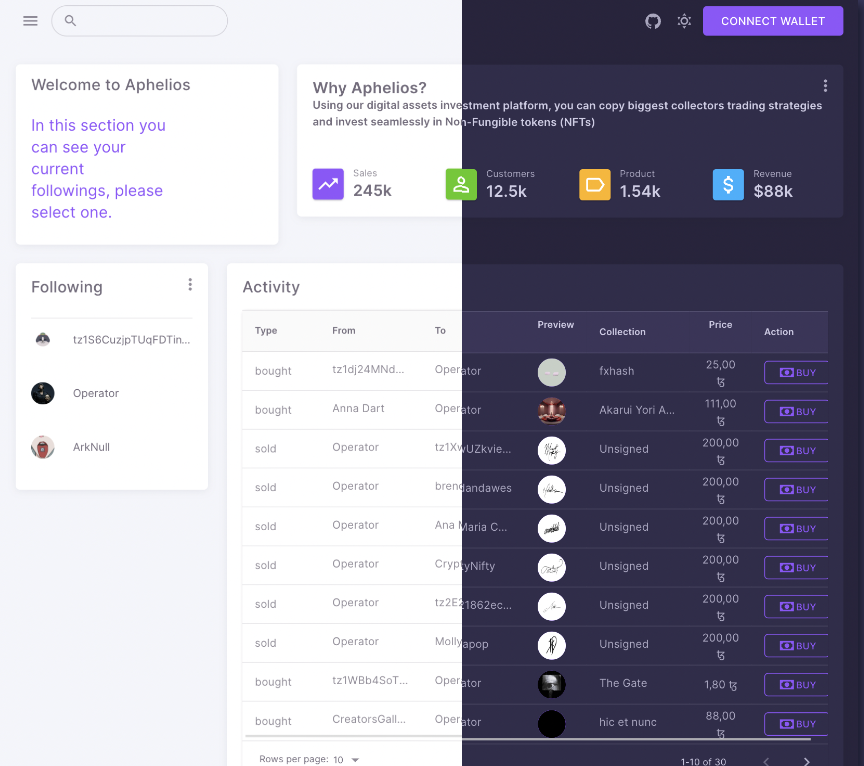 CONNECT WALLET
Welcome to Aphelios
In this section you
can see your
current
followings, please
select one.
Why Aphelios?
Using our digital assets investment platform, you can copy biggest collectors trading strategies
and invest seamlessly in Non-Fungible tokens (NFTs)
Sales
245k
Customers
12.5k
Product
1.54k
Revenue
$88k
Following
tz1S6CuzjpTUqFDTin...
Operator
ArkNull
Activity
Type From To Preview Collection Price Action
bought tz1dj24MNd... Operator fxhash 25,00 ꜩ BUY
bought Anna Dart Operator Akarui Yori A... 111,00 ꜩ BUY
sold Operator tz1XwUZkvie... Unsigned 200,00 ꜩ BUY
sold Operator brendandawes Unsigned 200,00 ꜩ BUY
sold Operator Ana Maria C... Unsigned 200,00 ꜩ BUY
sold Operator CryptyNifty Unsigned 200,00 ꜩ BUY
sold Operator tz2E21862ec... Unsigned 200,00 ꜩ BUY
sold Operator Mollyapop Unsigned 200,00 ꜩ BUY
bought tz1WBb4SoT... Operator The Gate 1,80 ꜩ BUY
bought CreatorsGall... Operator hic et nunc 88,00 ꜩ BUY
Rows per page: 10 1-10 of 30